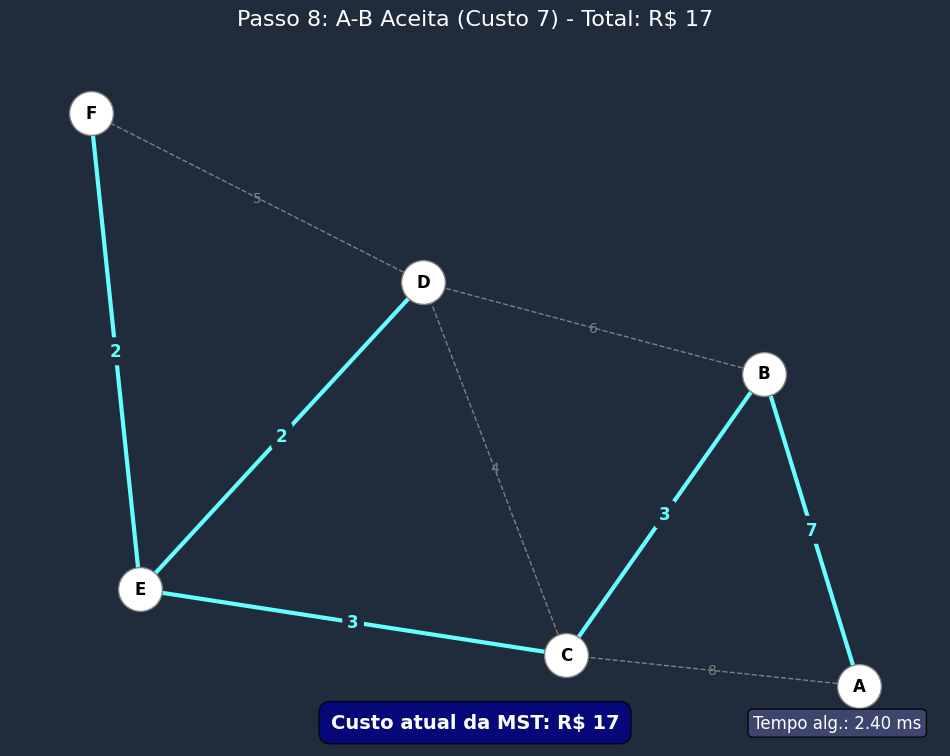 Passo 8: A-B Aceita (Custo 7) - Total: R$ 17
F
5
D
6
2
B
2
4
3
7
E
3
C
8
A
Custo atual da MST: R$ 17
Tempo alg.: 2.40 ms